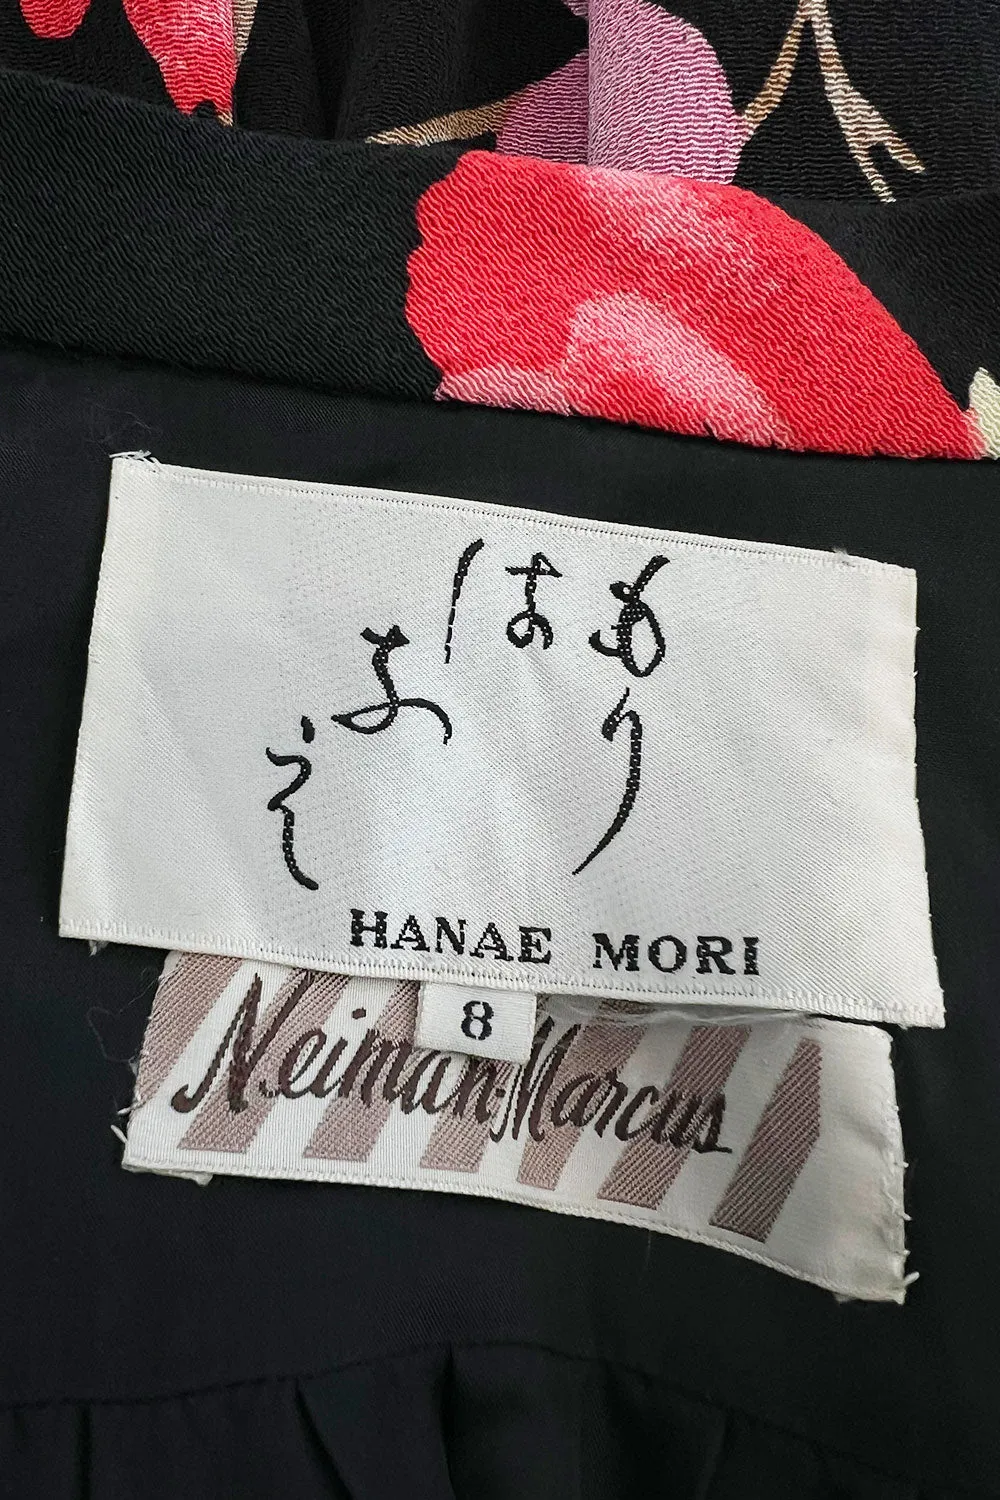 もり
はなえ
HANAE MORI
8
Neiman-Marcus